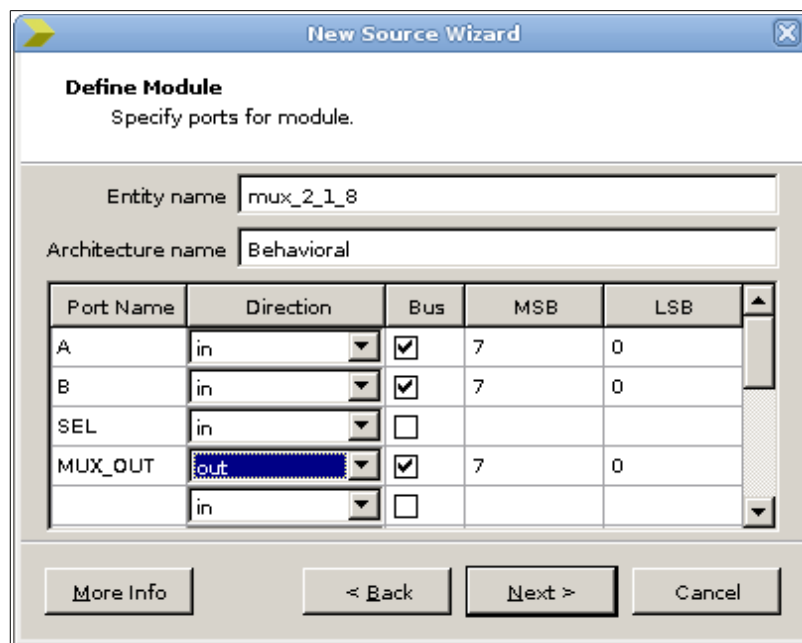 New Source Wizard
Define Module
Specify ports for module.
Entity name mux_2_1_8
Architecture name Behavioral
Port Name Direction Bus MSB LSB
A in 7 0
B in 7 0
SEL in
MUX_OUT out 7 0
in
More Info < Back Next > Cancel